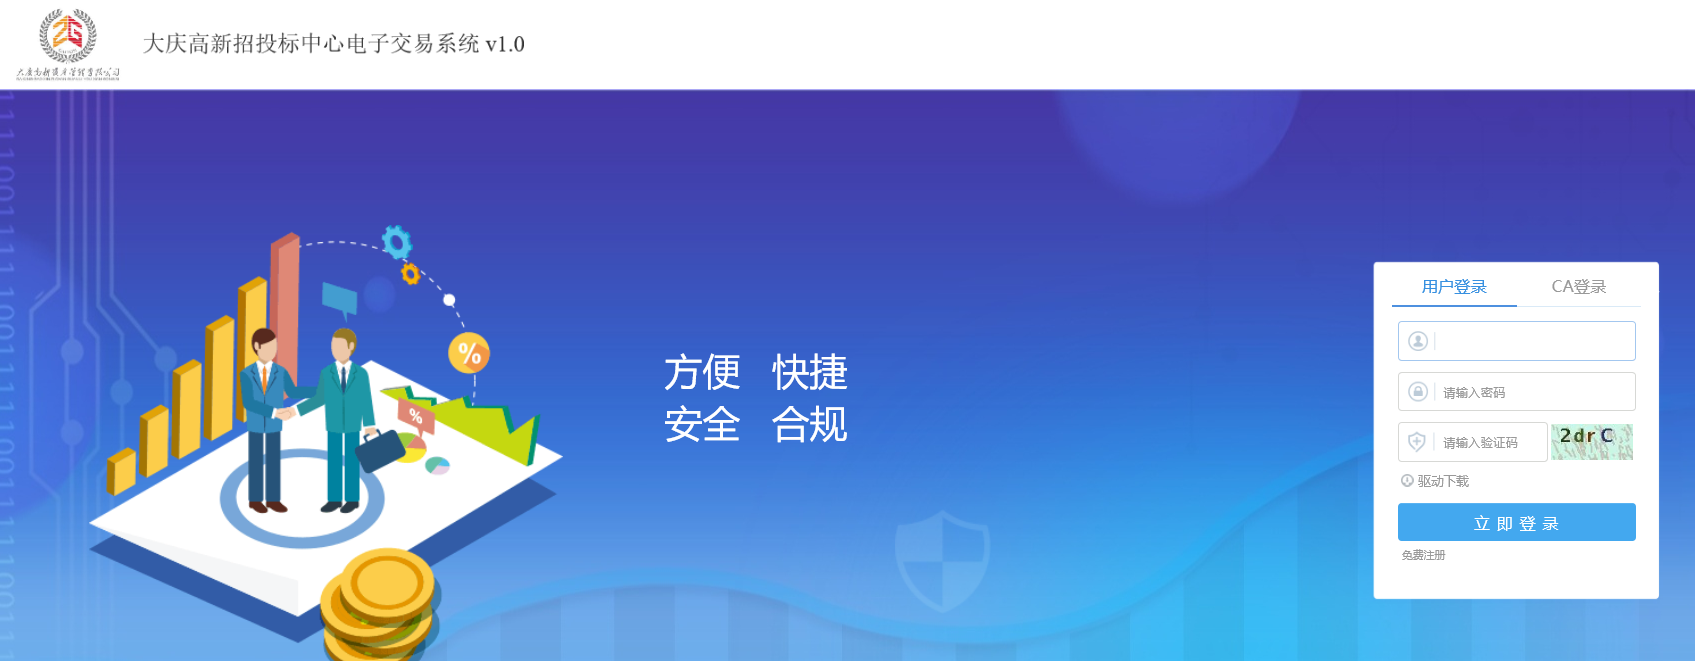 大庆高新招投标中心电子交易系统 v1.0
方便 快捷
安全 合规
%
%
用户登录 CA登录
请输入密码
请输入验证码 2drC
驱动下载
立即登录
免费注册